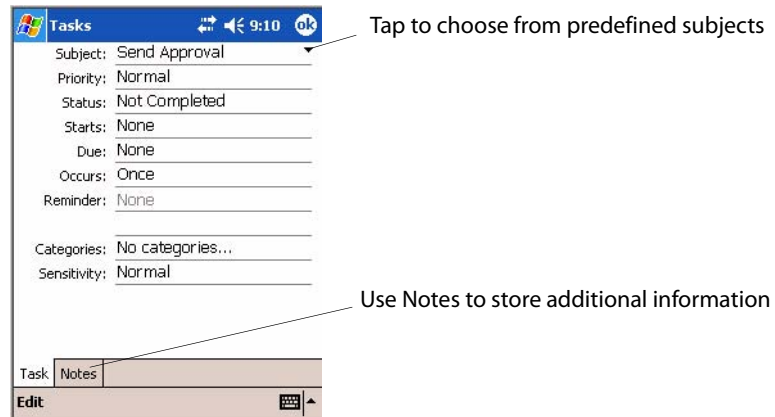 Tasks 9:10 ok
Tap to choose from predefined subjects
Subject: Send Approval
Priority: Normal
Status: Not Completed
Starts: None
Due: None
Occurs: Once
Reminder: None
Categories: No categories...
Sensitivity: Normal
Use Notes to store additional information
Task Notes
Edit